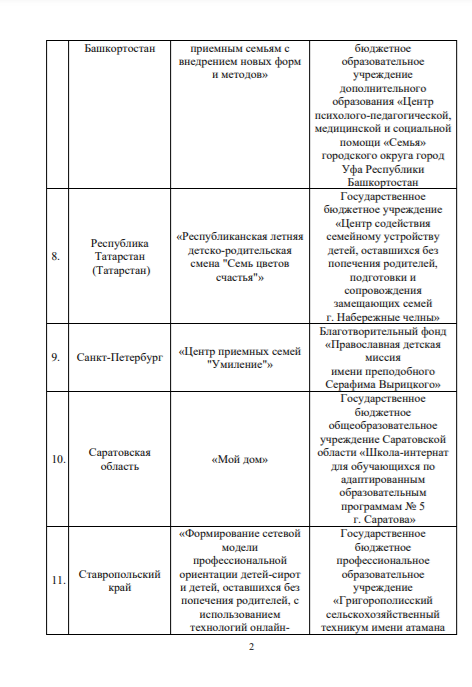 Башкортостан
приемным семьям с
внедрением новых форм
и методов»
бюджетное
образовательное
учреждение
дополнительного
образования «Центр
психолого-педагогической,
медицинской и социальной
помощи «Семья»
городского округа город
Уфа Республики
Башкортостан
8.
Республика
Татарстан
(Татарстан)
«Республиканская летняя
детско-родительская
смена "Семь цветов
счастья"»
Государственное
бюджетное учреждение
«Центр содействия
семейному устройству
детей, оставшихся без
попечения родителей,
подготовки и
сопровождения
замещающих семей
г. Набережные челны»
9.
Санкт-Петербург
«Центр приемных семей
"Умиление"»
Благотворительный фонд
«Православная детская
миссия
имени преподобного
Серафима Вырицкого»
10.
Саратовская
область
«Мой дом»
Государственное
бюджетное
общеобразовательное
учреждение Саратовской
области «Школа-интернат
для обучающихся по
адаптированным
образовательным
программам № 5
г. Саратова»
11.
Ставропольский
край
«Формирование сетевой
модели
профессиональной
ориентации детей-сирот
и детей, оставшихся без
попечения родителей, с
использованием
технологий онлайн-
Государственное
бюджетное
профессиональное
образовательное
учреждение
«Григорополисский
сельскохозяйственный
техникум имени атамана
2